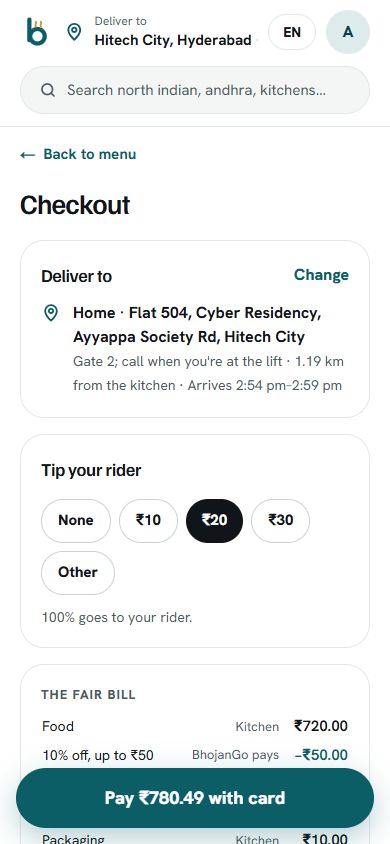 b
Deliver to
Hitech City, Hyderabad
EN
A
Search north indian, andhra, kitchens...
← Back to menu
Checkout
Deliver to
Change
Home · Flat 504, Cyber Residency,
Ayyappa Society Rd, Hitech City
Gate 2; call when you're at the lift · 1.19 km
from the kitchen · Arrives 2:54 pm–2:59 pm
Tip your rider
None
₹10
₹20
₹30
Other
100% goes to your rider.
THE FAIR BILL
Food Kitchen ₹720.00
10% off, up to ₹50 BhojanGo pays −₹50.00
Pay ₹780.49 with card
Packaging Kitchen ₹10.00